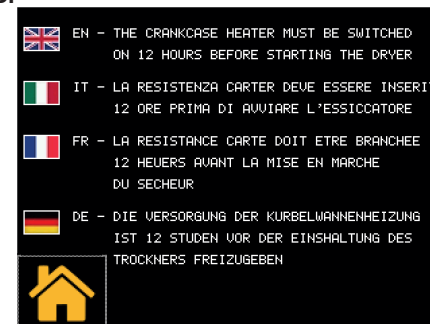 EN - THE CRANKCASE HEATER MUST BE SWITCHED
ON 12 HOURS BEFORE STARTING THE DRYER
IT - LA RESISTENZA CARTER DEVE ESSERE INSERIT
12 ORE PRIMA DI AVVIARE L'ESSICCATORE
FR - LA RESISTANCE CARTE DOIT ETRE BRANCHEE
12 HEUERS AVANT LA MISE EN MARCHE
DU SECHEUR
DE - DIE VERSORGUNG DER KURBELWANNENHEIZUNG
IST 12 STUDEN VOR DER EINSHALTUNG DES
TROCKNERS FREIZUGEBEN